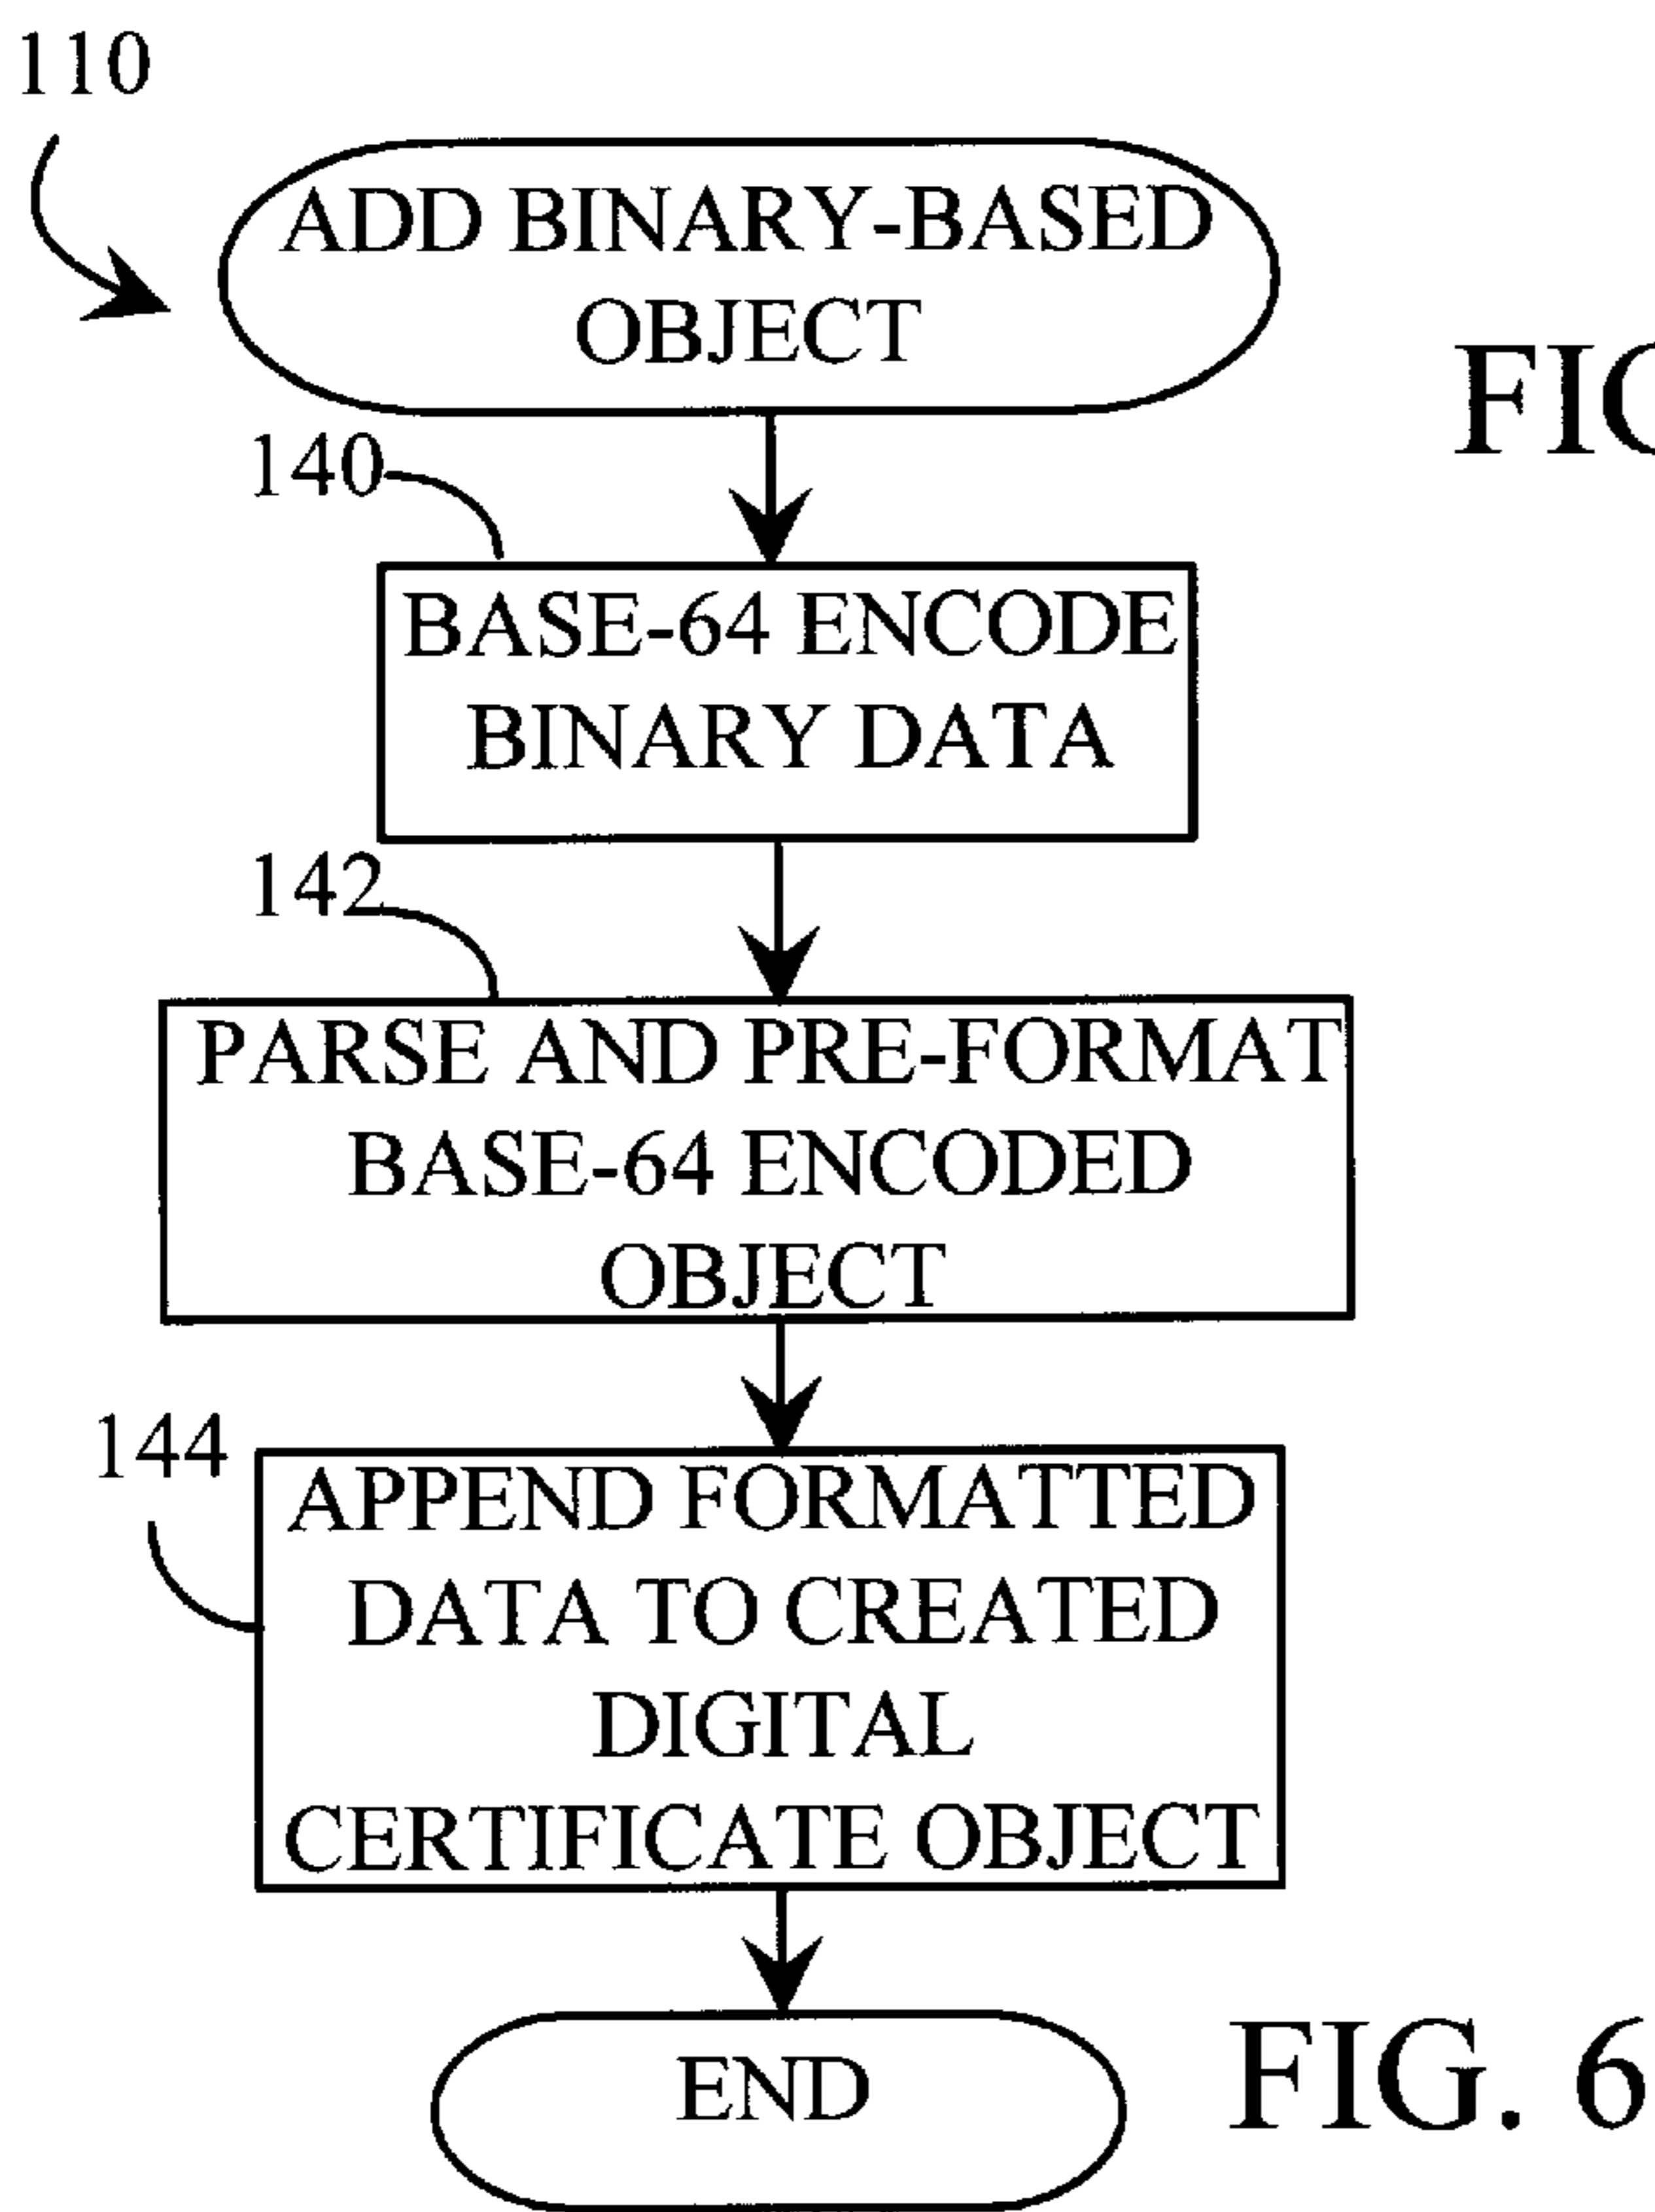 110
ADD BINARY-BASED
OBJECT
140
BASE-64 ENCODE
BINARY DATA
142
PARSE AND PRE-FORMAT
BASE-64 ENCODED
OBJECT
144
APPEND FORMATTED
DATA TO CREATED
DIGITAL
CERTIFICATE OBJECT
END
FIG. 6